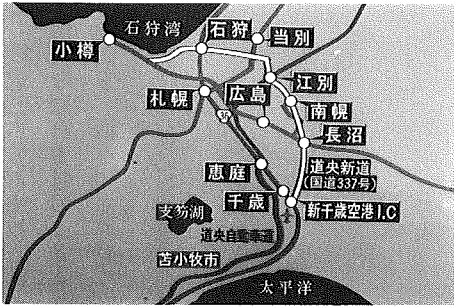 石狩湾
小樽
石狩
当別
札幌
広島
江別
南幌
長沼
恵庭
道央新道
(国道337号)
千歳
支笏湖
新千歳空港I.C
道央自動車道
苫小牧市
太平洋